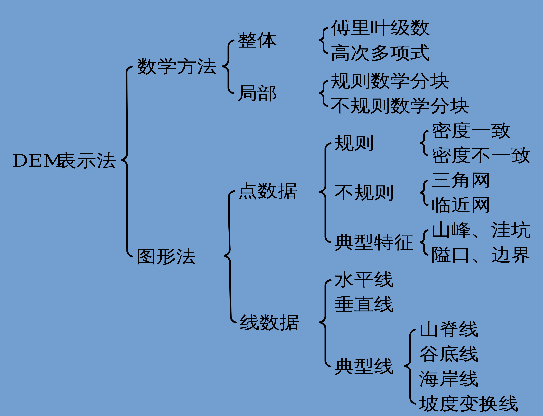 DEM表示法
数学方法
整体
傅里叶级数
高次多项式
局部
规则数学分块
不规则数学分块
图形法
点数据
规则
密度一致
密度不一致
不规则
三角网
临近网
典型特征
山峰、洼坑
隘口、边界
线数据
水平线
垂直线
典型线
山脊线
谷底线
海岸线
坡度变换线